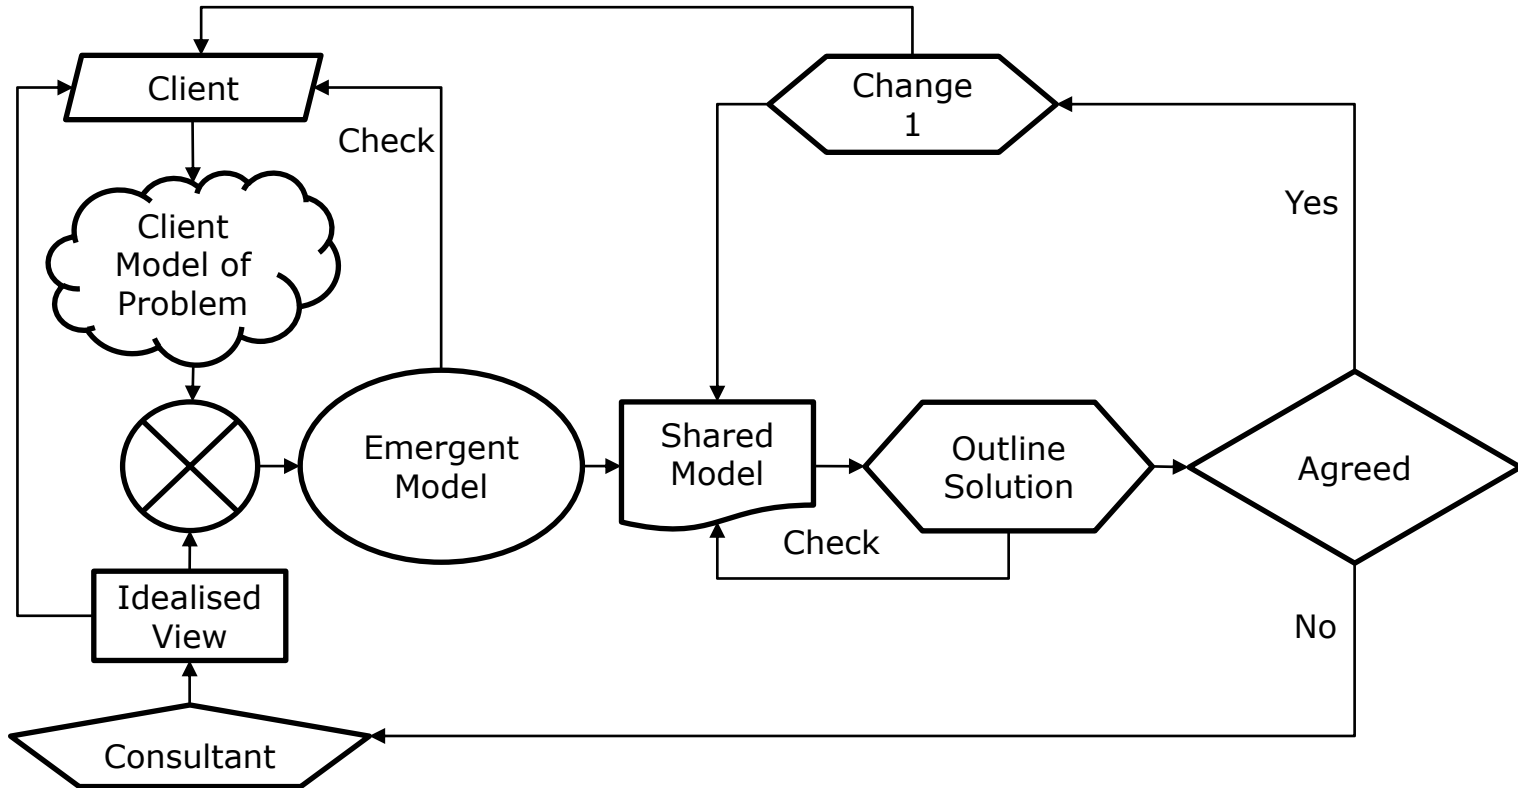 Client
Change
1
Check
Yes
Client
Model of
Problem
Emergent
Model
Shared
Model
Outline
Solution
Agreed
Check
Idealised
View
No
Consultant